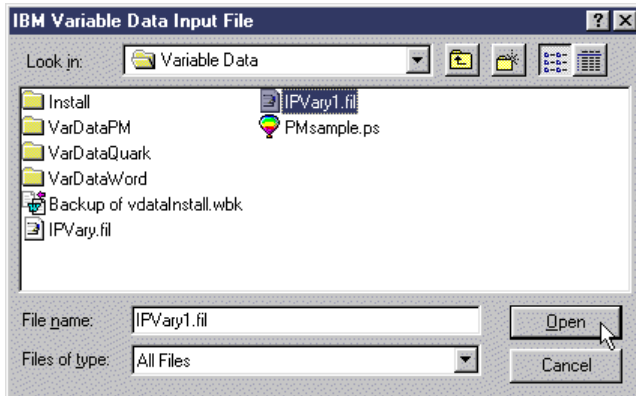 IBM Variable Data Input File
Look in: Variable Data
Install
VarDataPM
VarDataQuark
VarDataWord
Backup of vdataInstall.wbk
IPVary.fil
IPVary1.fil
PMsample.ps
File name: IPVary1.fil Open
Files of type: All Files Cancel